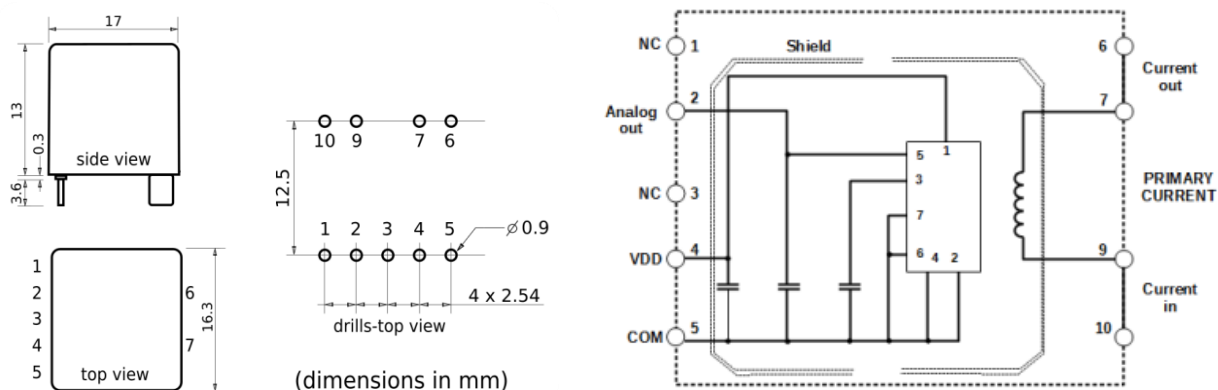 17
13
0.3
3.6
side view
1
2
3
4
5
6
7
16.3
top view
10 9 7 6
12.5
1 2 3 4 5
⌀ 0.9
4 x 2.54
drills-top view
(dimensions in mm)
NC 1
Shield
6
Current
out
2
7
Analog
out
1
5
3
NC 3
PRIMARY
CURRENT
7
4
VDD
6 4 2
9
Current
in
5
COM
10